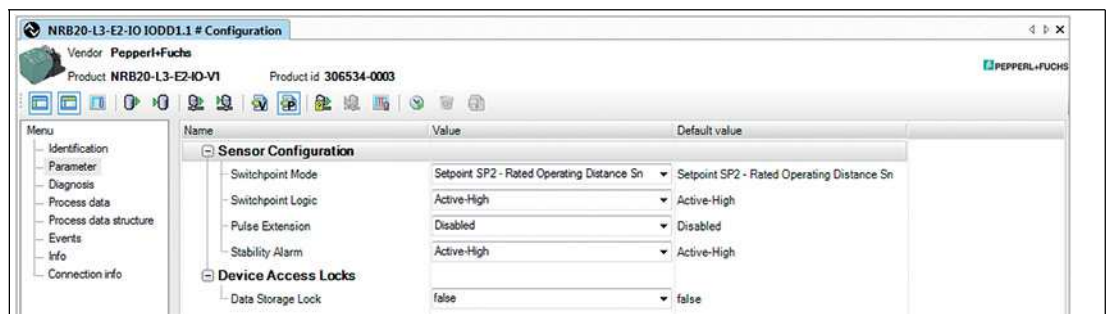 NRB20-L3-E2-IO IODD1.1 # Configuration
Vendor Pepperl+Fuchs
Product NRB20-L3-E2-IO-V1 Product id 306534-0003
PEPPERL+FUCHS
Menu Name Value Default value
Identification
Parameter
Diagnosis
Process data
Process data structure
Events
Info
Connection info
Sensor Configuration
Switchpoint Mode Setpoint SP2 - Rated Operating Distance Sn Setpoint SP2 - Rated Operating Distance Sn
Switchpoint Logic Active-High Active-High
Pulse Extension Disabled Disabled
Stability Alarm Active-High Active-High
Device Access Locks
Data Storage Lock false false